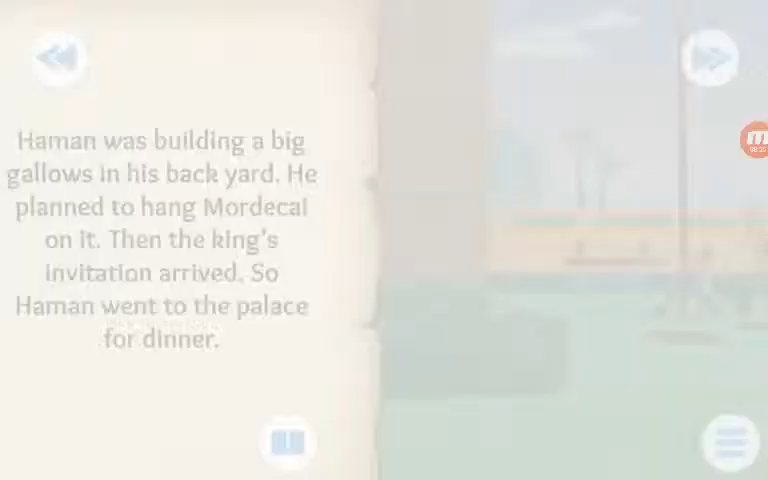 Haman was building a big
gallows in his back yard. He
planned to hang Mordecai
on it. Then the king's
invitation arrived. So
Haman went to the palace
for dinner.